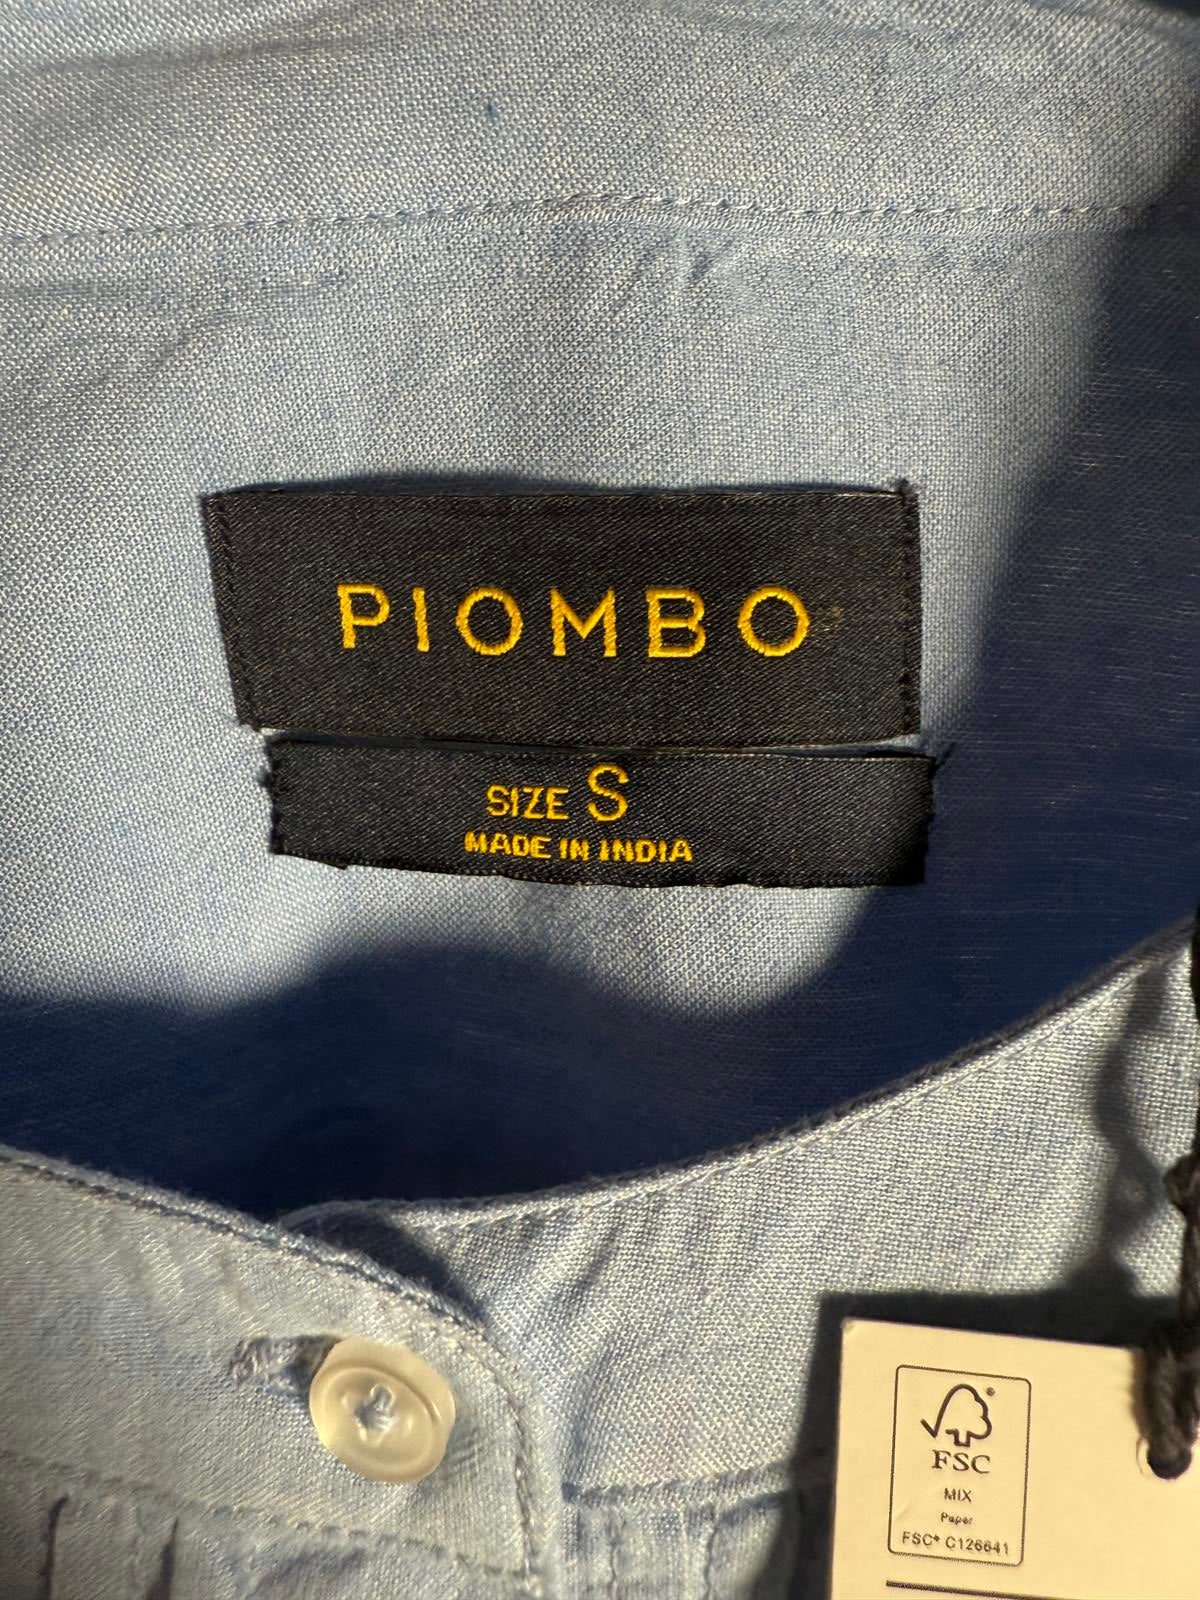 PIOMBO
SIZE S
MADE IN INDIA
FSC
MIX
Paper
FSC® C126641